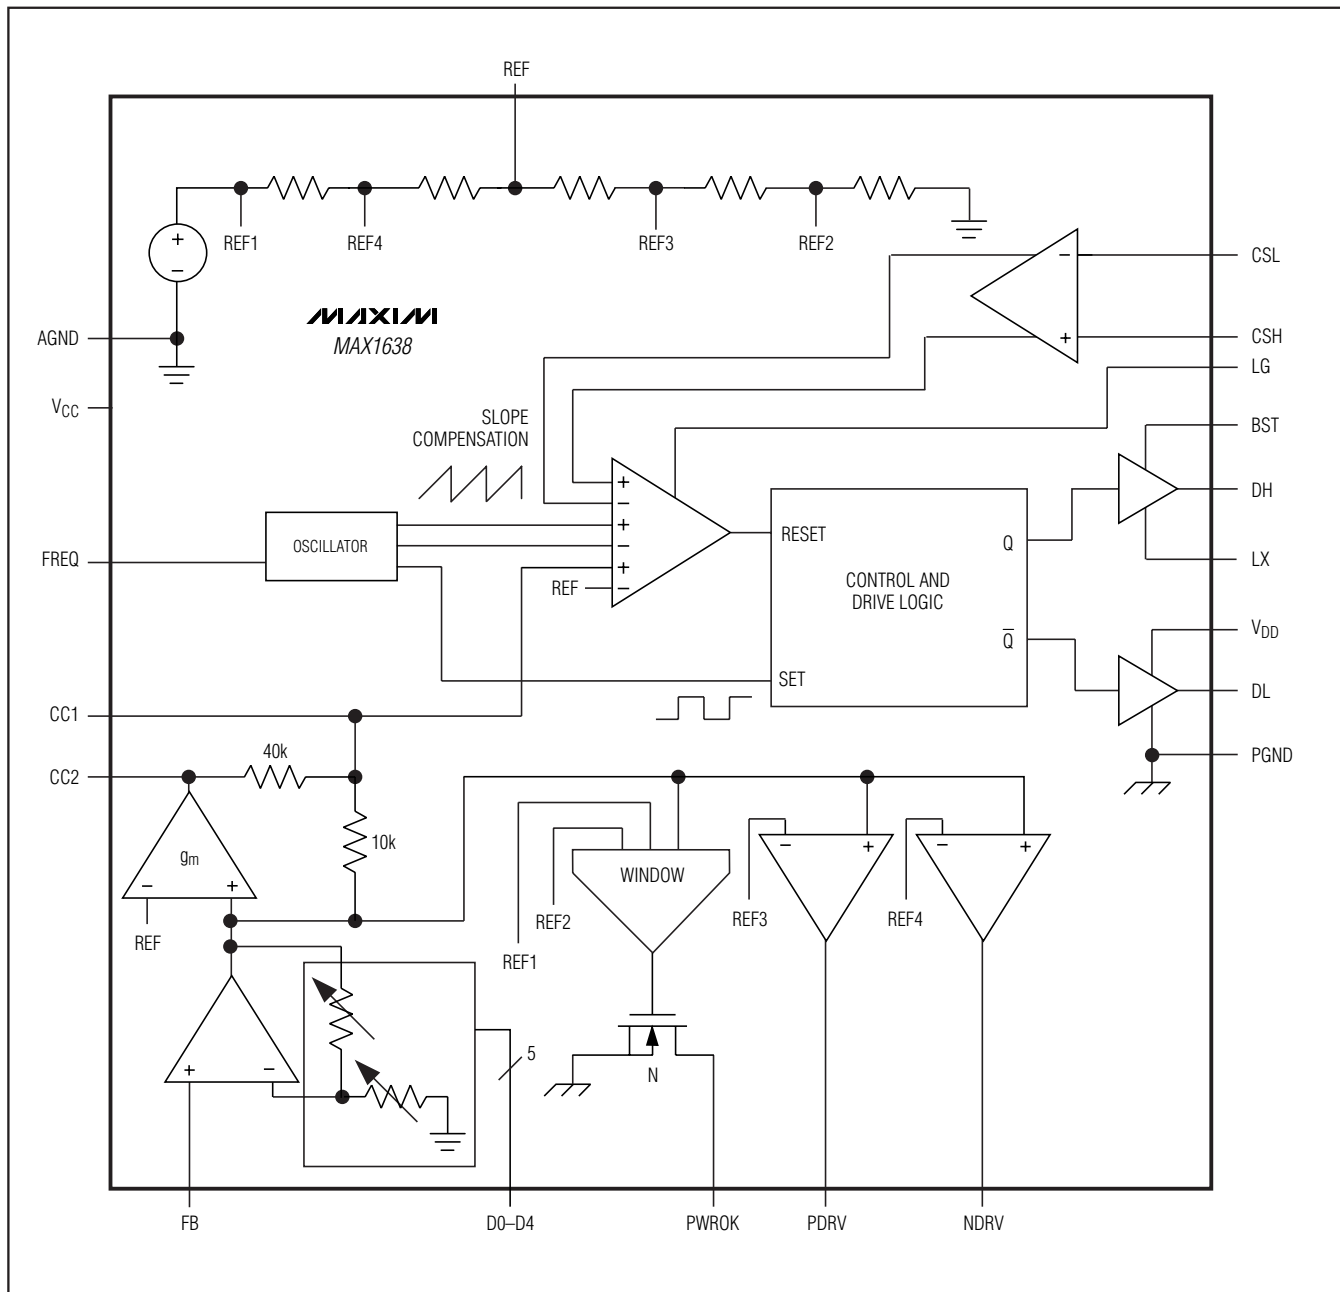 REF
REF1
REF4
REF3
REF2
+
−
−
CSL
MAXIM
MAX1638
AGND
+
CSH
LG
VCC
SLOPE
COMPENSATION
BST
+
−
DH
+
RESET
OSCILLATOR
−
Q
FREQ
+
LX
REF
−
CONTROL AND
DRIVE LOGIC
VDD
Q̅
SET
DL
CC1
40k
CC2
PGND
10k
gm
−
+
−
+
−
+
WINDOW
REF
REF2
REF1
REF3
REF4
5
+
−
N
FB
D0–D4
PWROK
PDRV
NDRV